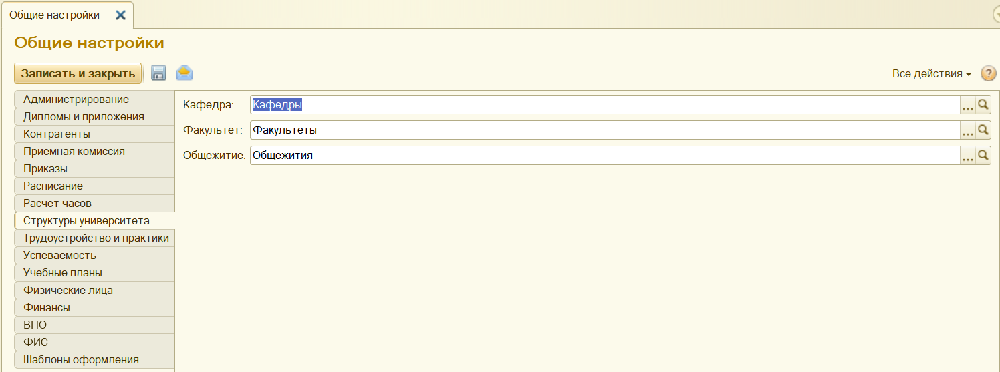 Общие настройки
Общие настройки
Записать и закрыть
Все действия
?
Администрирование
Дипломы и приложения
Контрагенты
Приемная комиссия
Приказы
Расписание
Расчет часов
Структуры университета
Трудоустройство и практики
Успеваемость
Учебные планы
Физические лица
Финансы
ВПО
ФИС
Шаблоны оформления
Кафедра: Кафедры ...
Факультет: Факультеты ...
Общежитие: Общежития ...